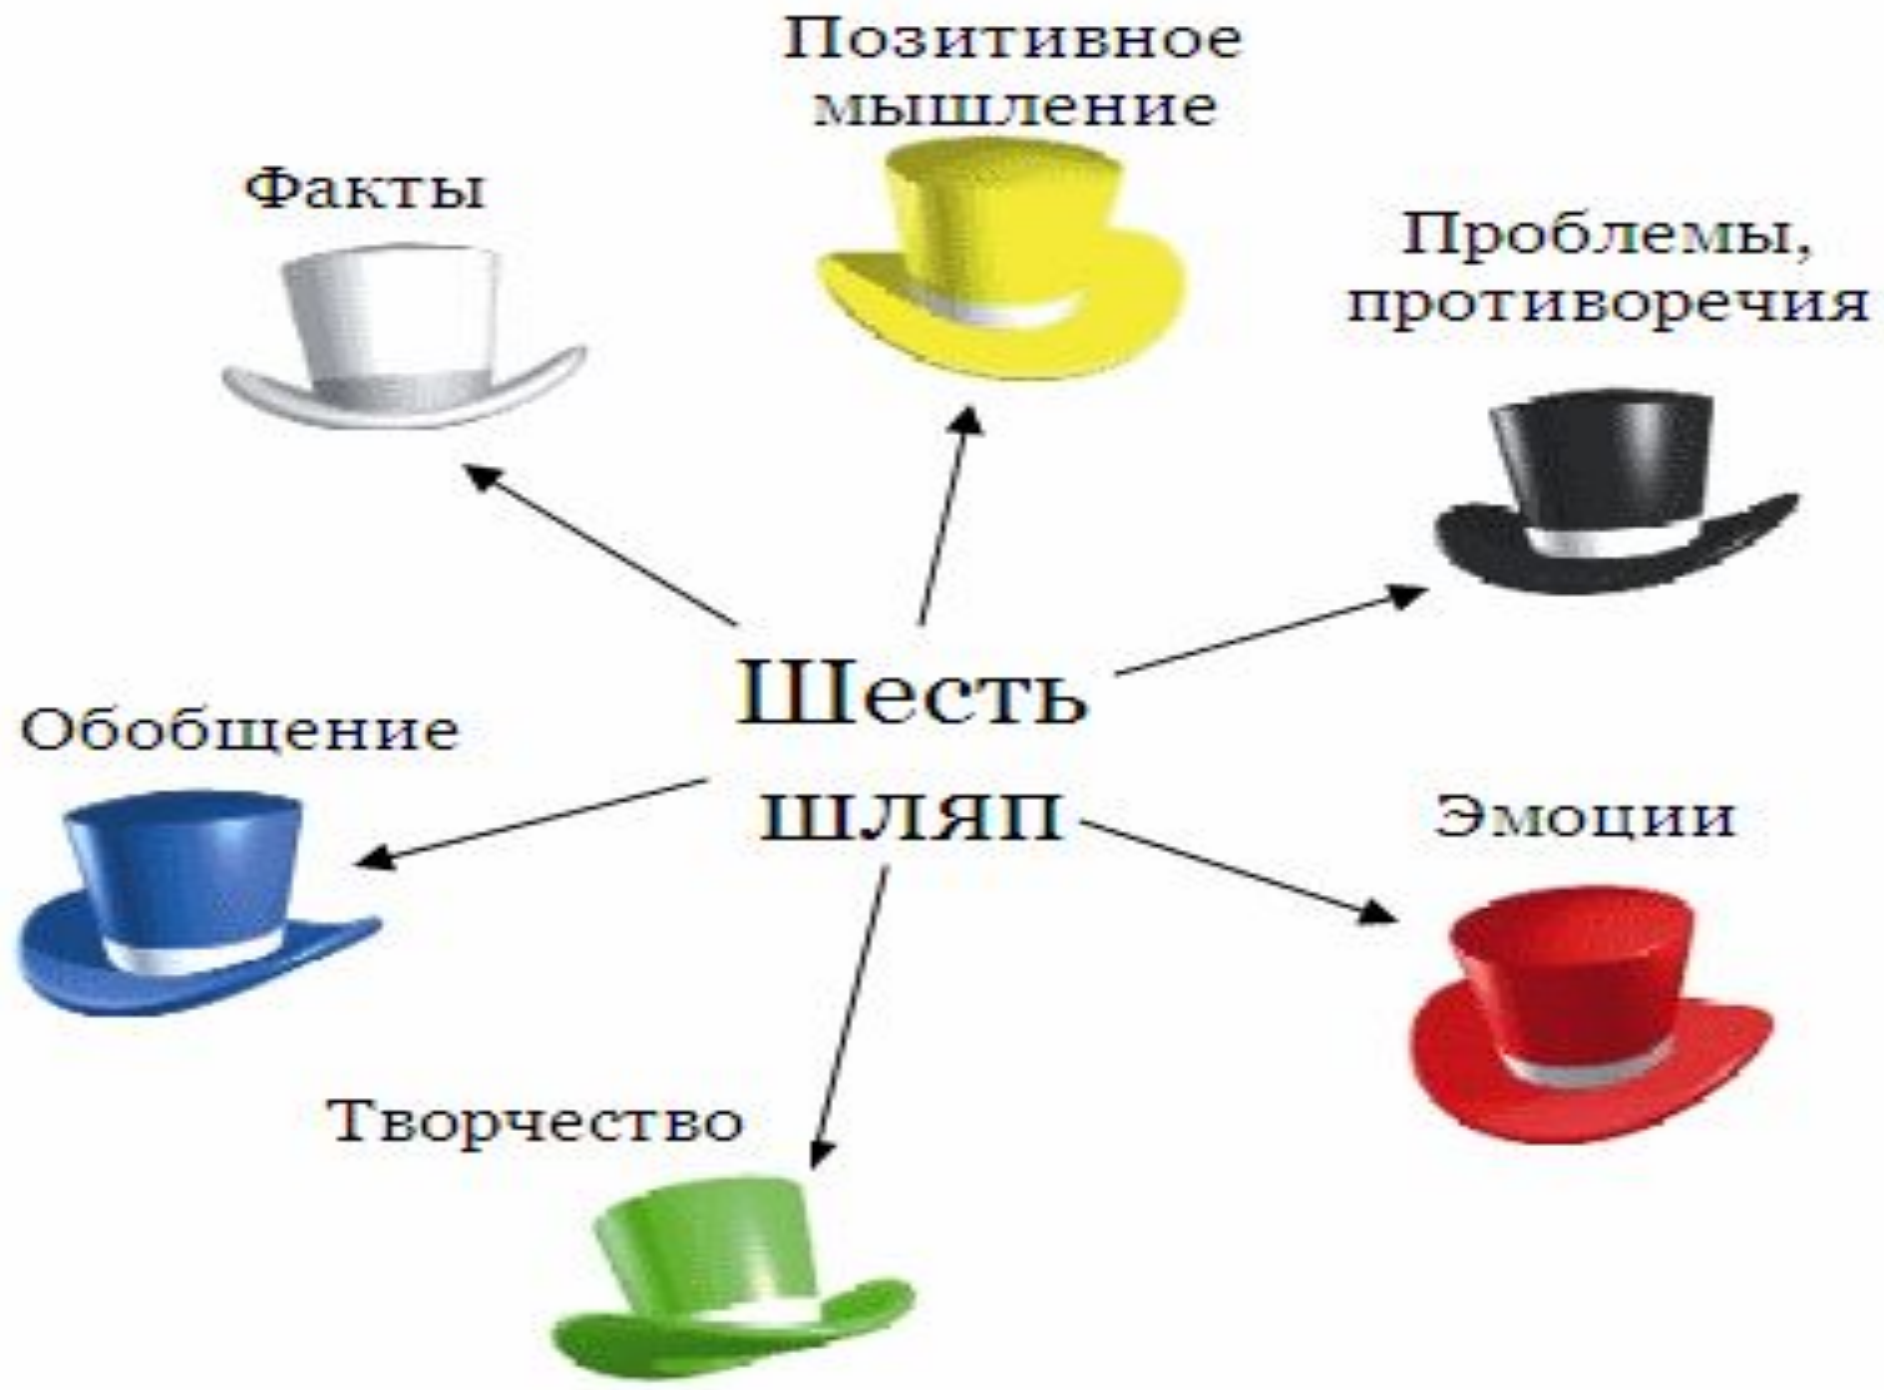 Позитивное
мышление
Факты
Проблемы,
противоречия
Шесть
шляп
Обобщение
Эмоции
Творчество